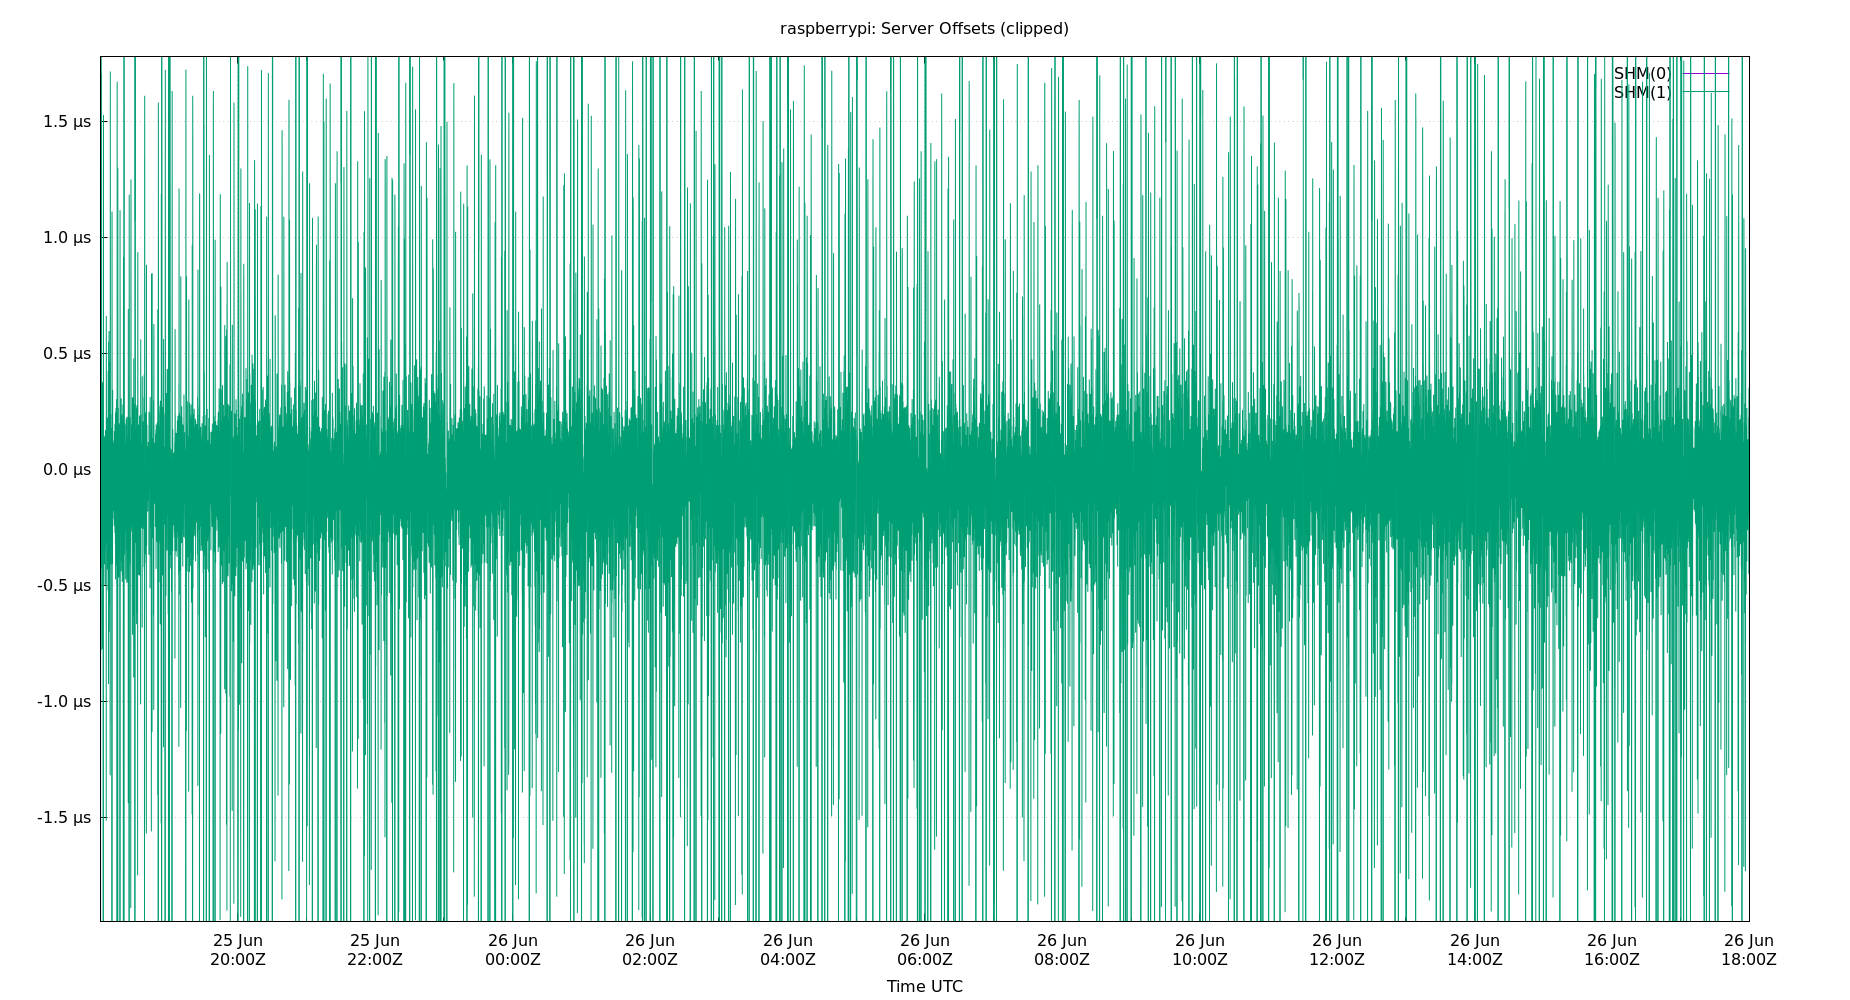 raspberrypi: Server Offsets (clipped)
SHM(0)
SHM(1)
1.5 µs
1.0 µs
0.5 µs
0.0 µs
-0.5 µs
-1.0 µs
-1.5 µs
25 Jun 25 Jun 26 Jun 26 Jun 26 Jun 26 Jun 26 Jun 26 Jun 26 Jun 26 Jun 26 Jun 26 Jun
20:00Z 22:00Z 00:00Z 02:00Z 04:00Z 06:00Z 08:00Z 10:00Z 12:00Z 14:00Z 16:00Z 18:00Z
Time UTC